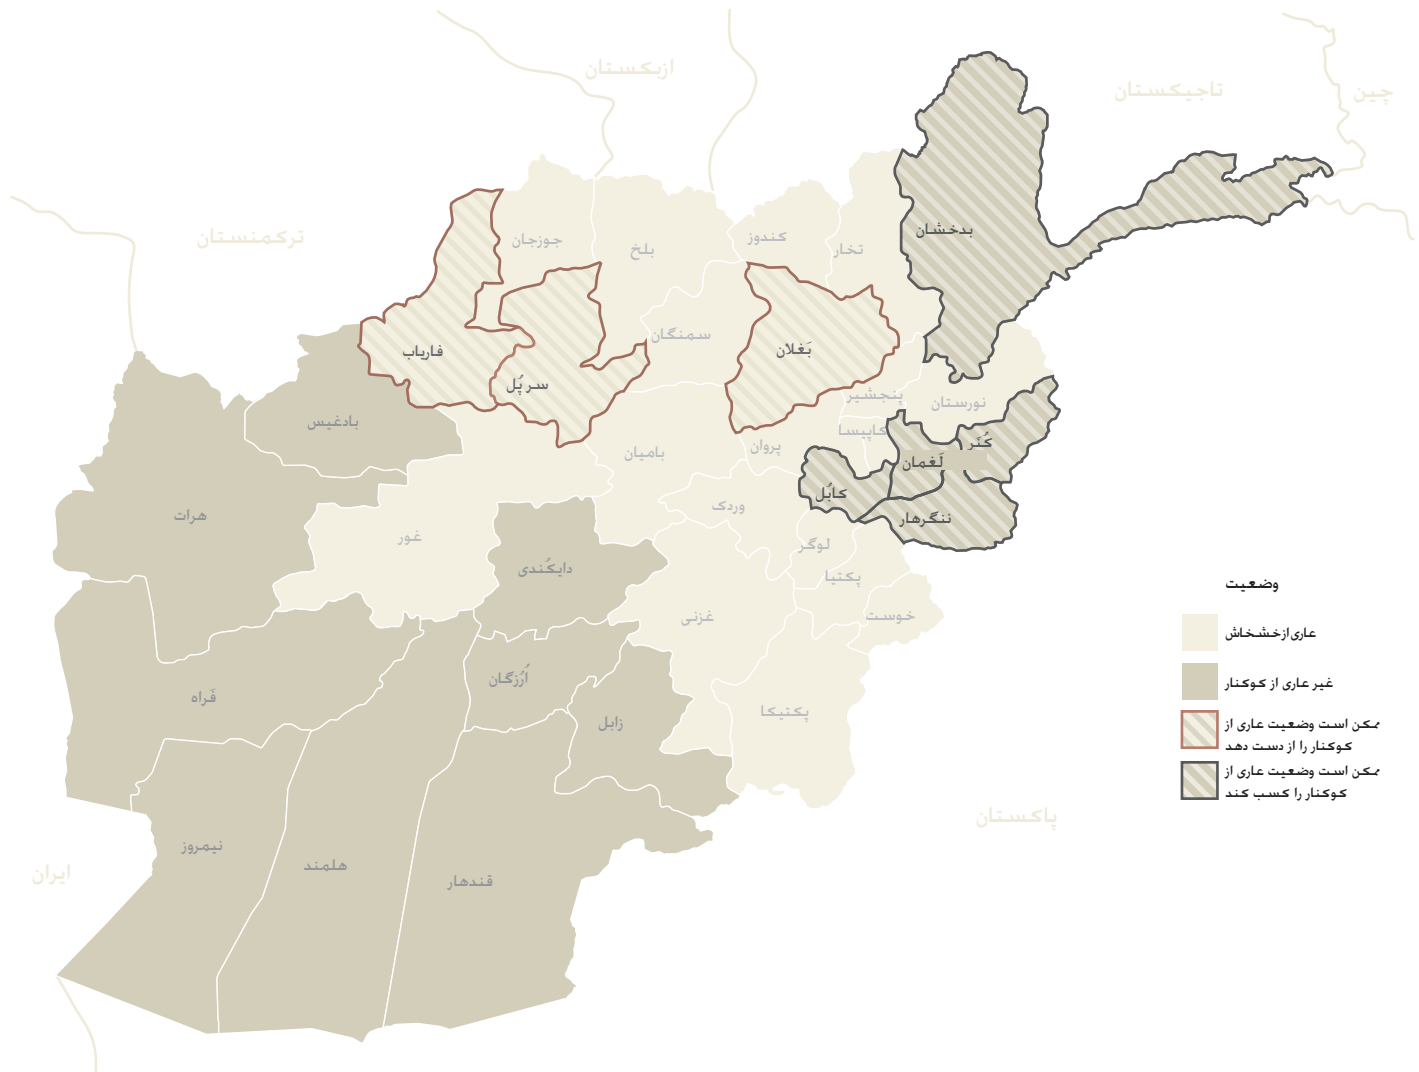 ازبکستان
تاجیکستان
چین
ترکمنستان
بدخشان
کندوز
جوزجان
بلخ
تخار
سمنگان
بَغلان
فاریاب
سر پُل
پنجشیر
نورستان
بادغیس
کاپیسا
پروان
کُنَر
بامیان
لَغمان
کابُل
وردک
هرات
ننگرهار
غور
لوگر
دایکُندی
پکتیا
وضعیت
خوست
غزنی
عاری‌ازخشخاش
اُرُزگان
غیر عاری از کوکنار
فَراه
پکتیکا
زابل
ممکن است وضعیت عاری از
کوکنار را از دست دهد
ممکن است وضعیت عاری از
کوکنار را کسب کند
پاکستان
نیمروز
هلمند
قندهار
ایران